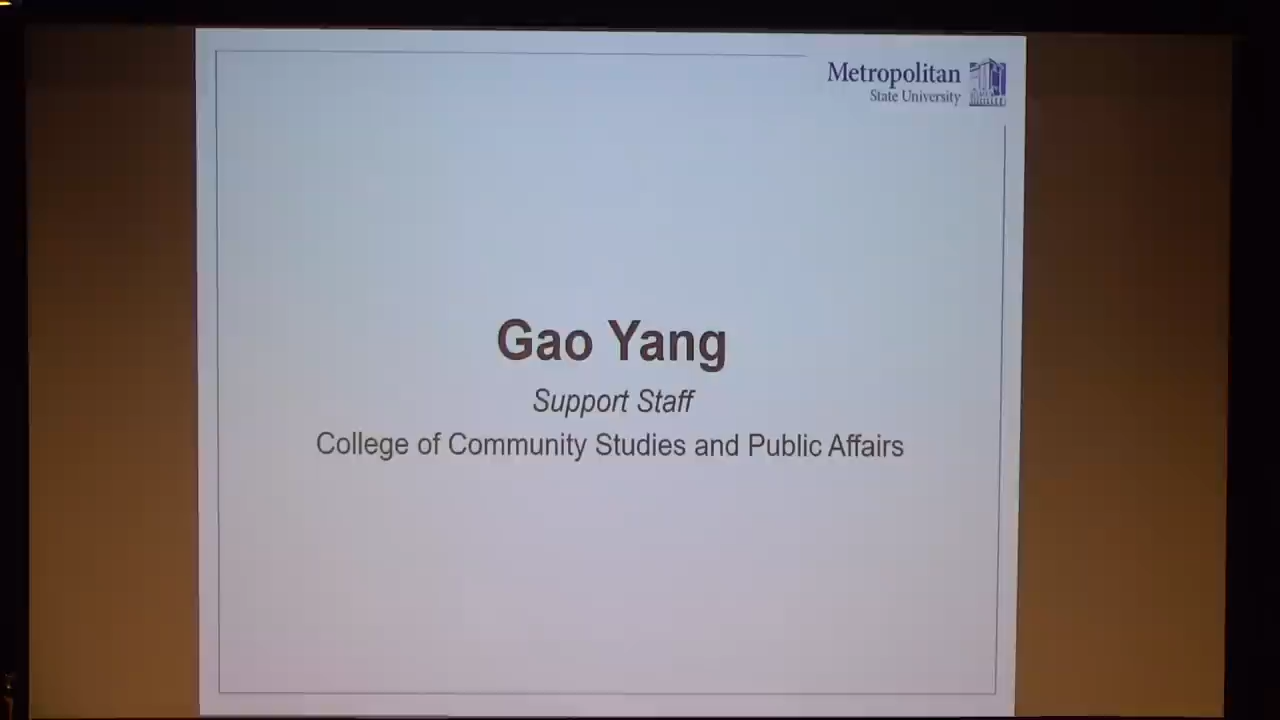 Metropolitan
State University
Gao Yang
Support Staff
College of Community Studies and Public Affairs